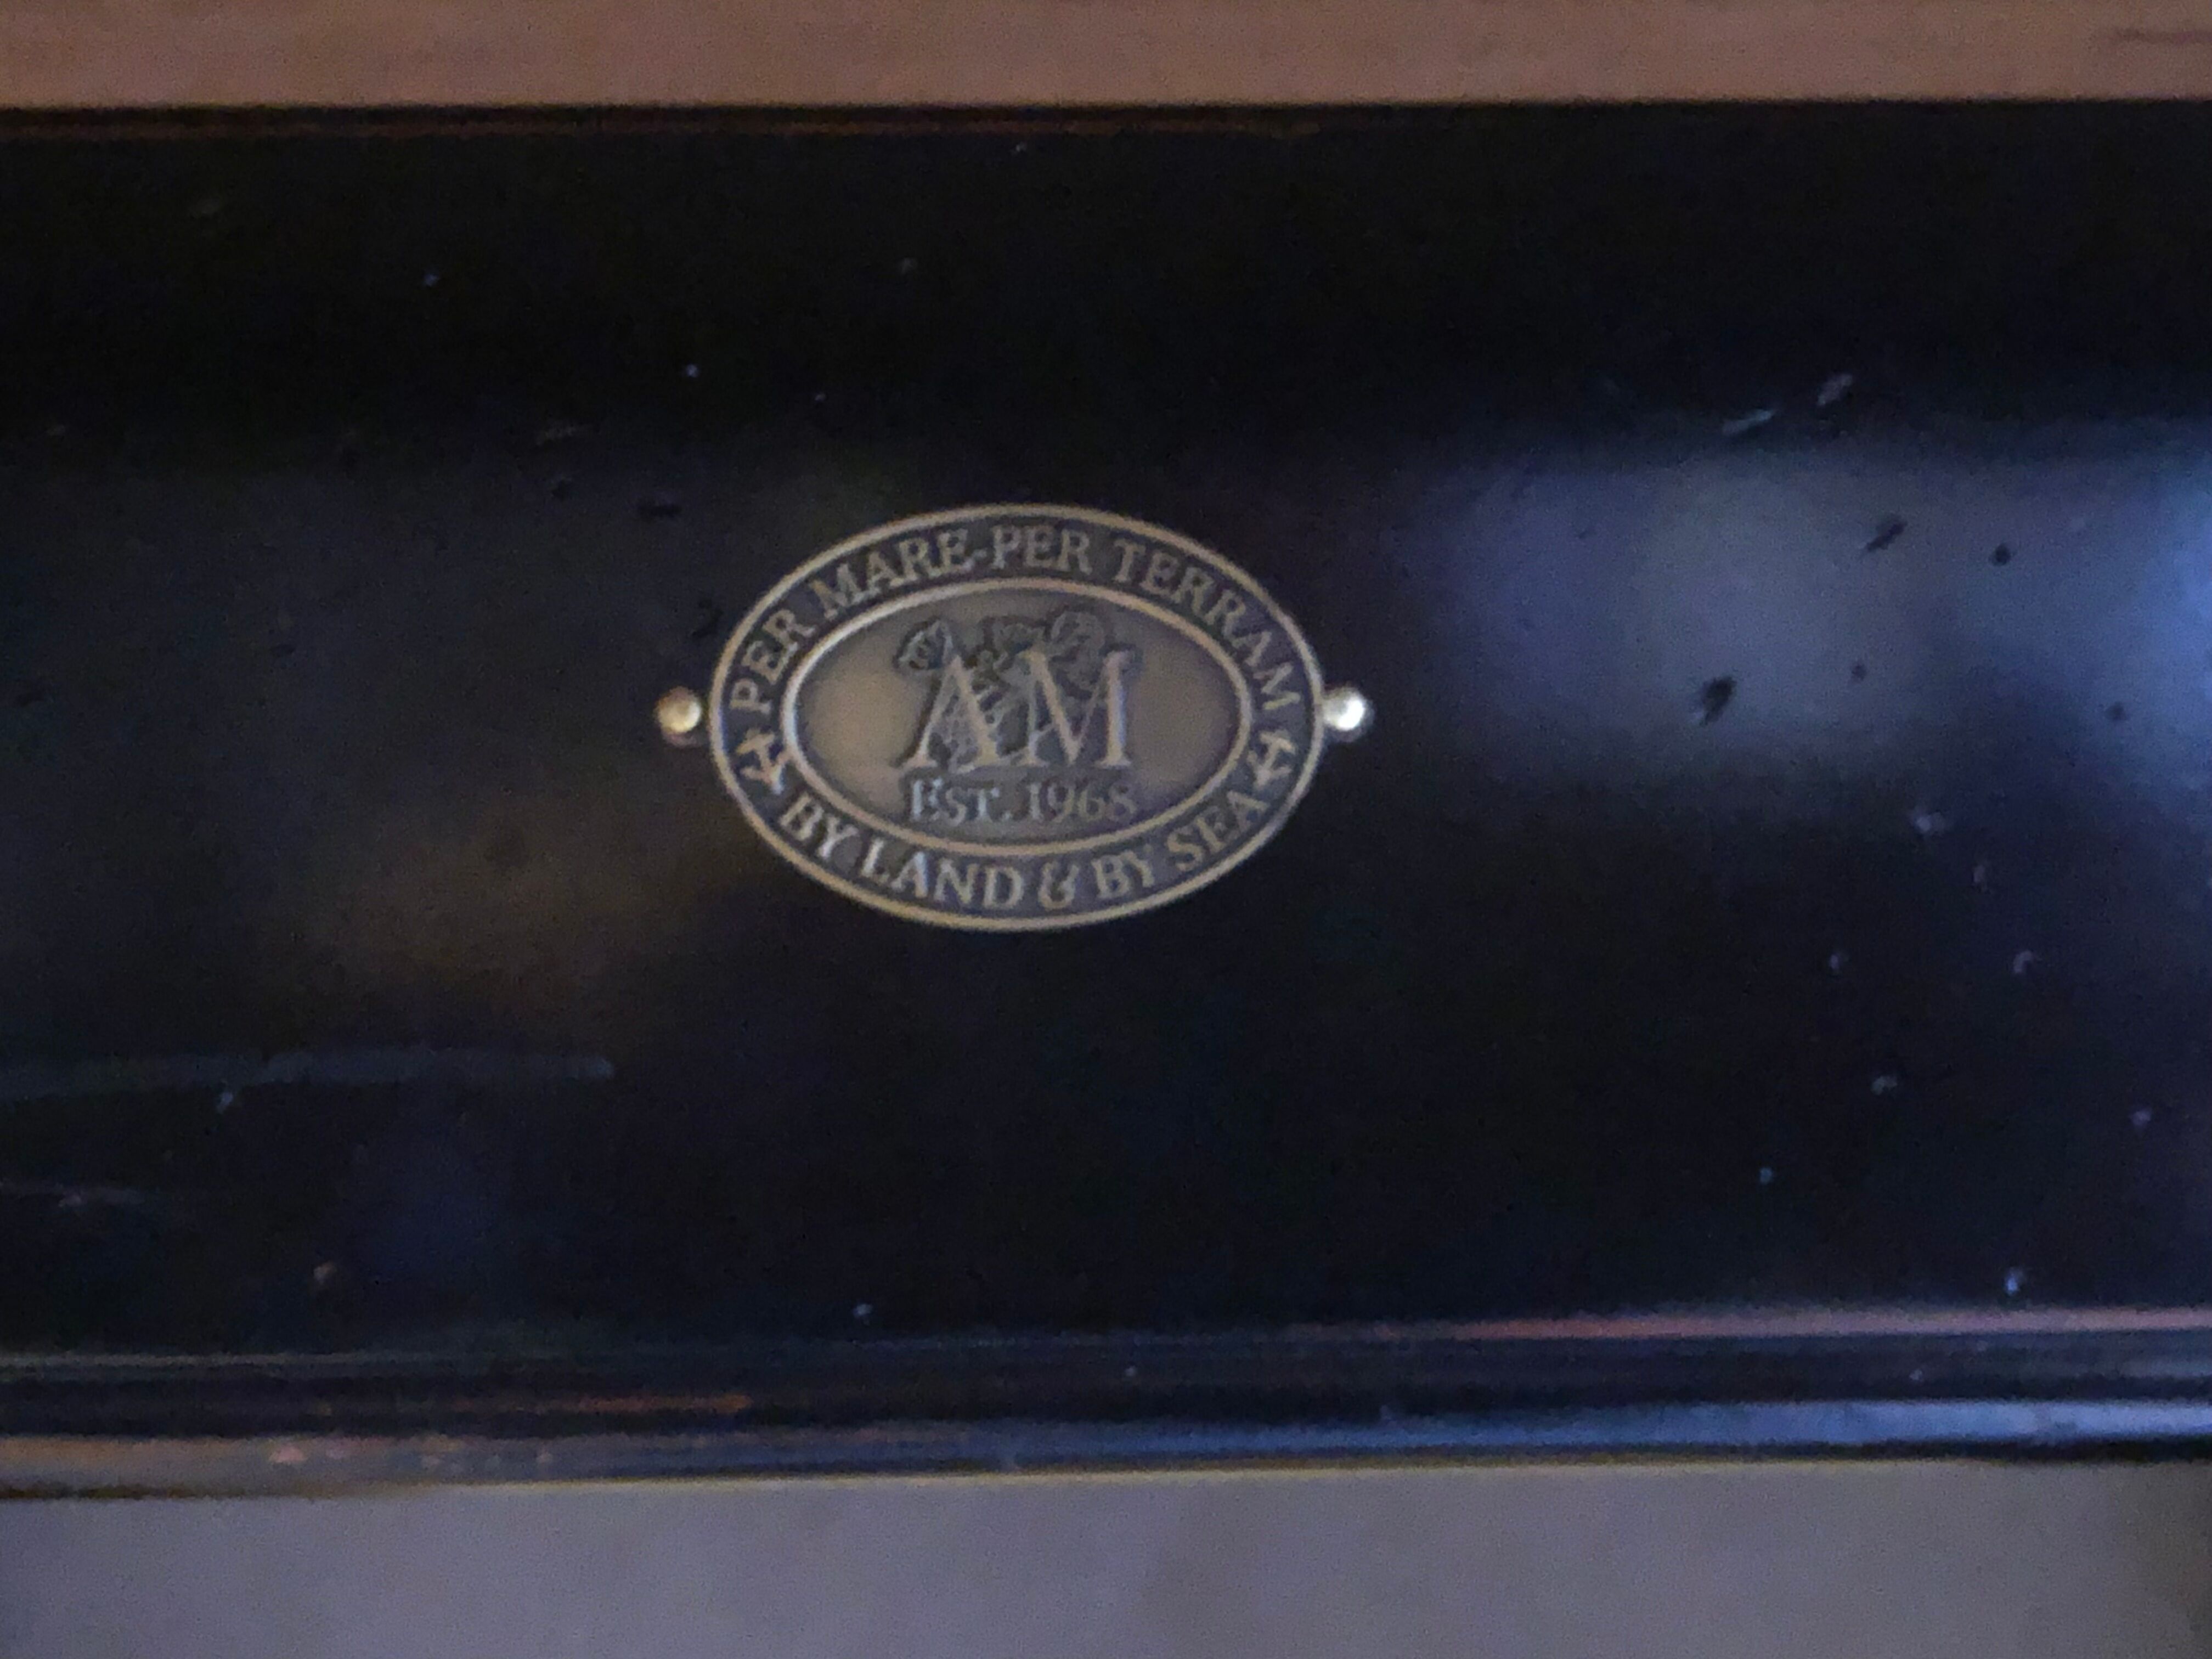 PER MARE-PER TERRAM
AM
EST. 1968
BY LAND & BY SEA